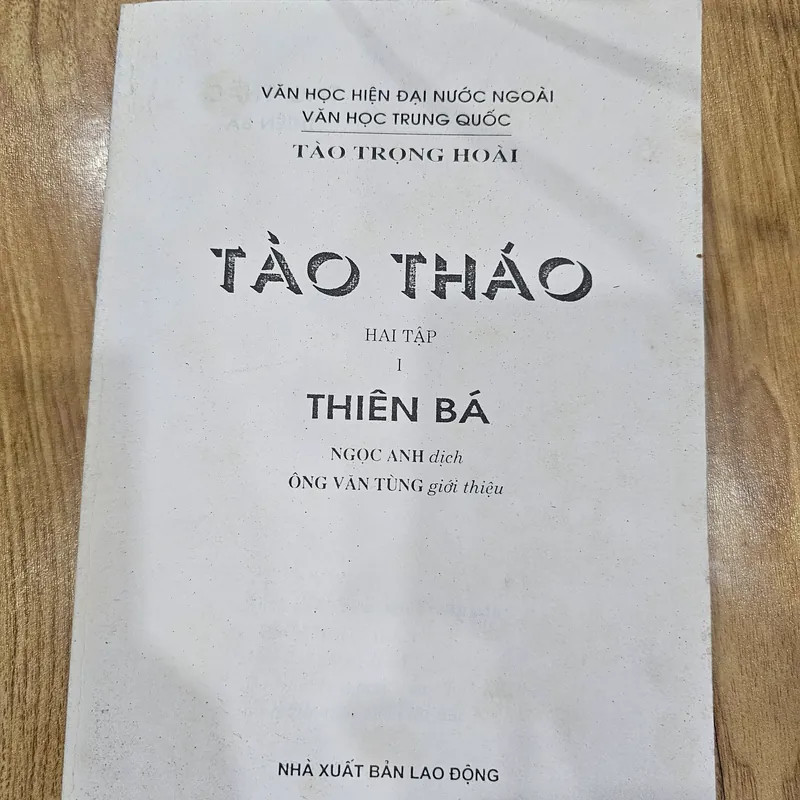 VĂN HỌC HIỆN ĐẠI NƯỚC NGOÀI
VĂN HỌC TRUNG QUỐC
TÀO TRỌNG HOÀI
TÀO THÁO
HAI TẬP
I
THIÊN BÁ
NGỌC ANH dịch
ÔNG VĂN TÙNG giới thiệu
NHÀ XUẤT BẢN LAO ĐỘNG